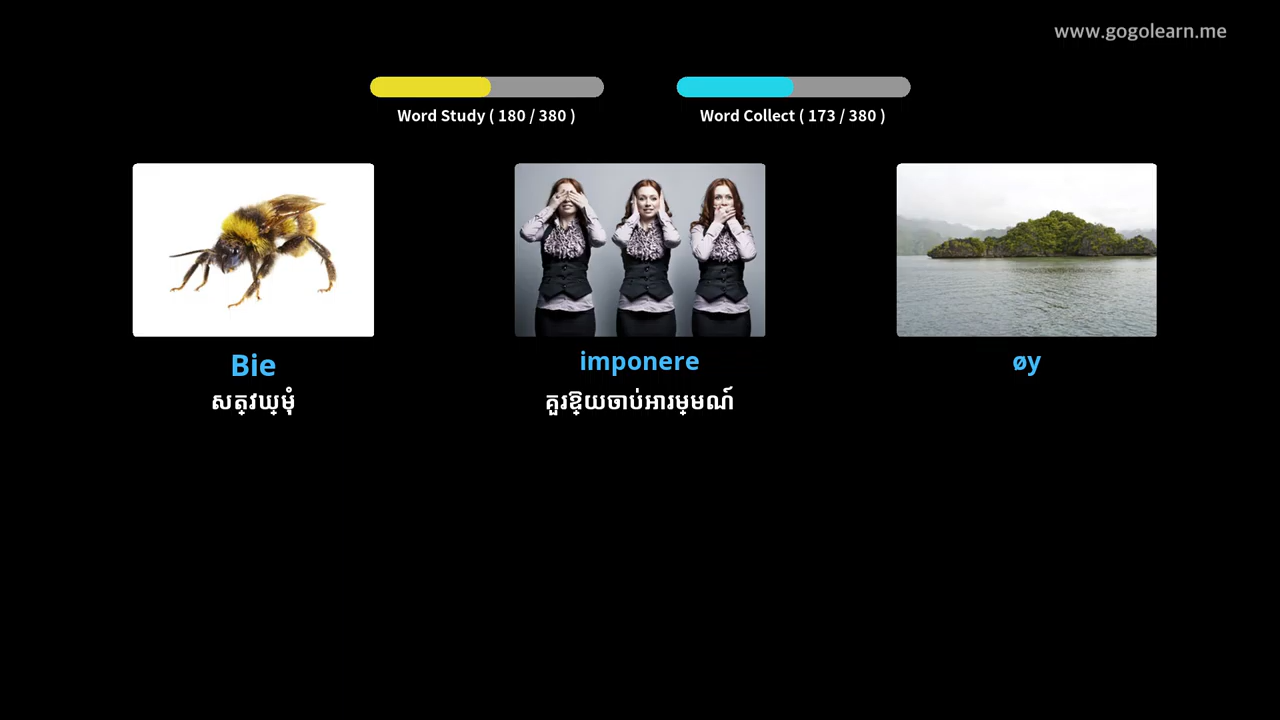 www.gogolearn.me
Word Study ( 180 / 380 )
Word Collect ( 173 / 380 )
Bie
សត្វឃ្មុំ
imponere
គួរឱ្យចាប់អារម្មណ៍
øy